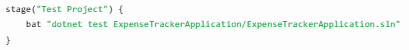 stage("Test Project") {
    bat "dotnet test ExpenseTrackerApplication/ExpenseTrackerApplication.sln"
}